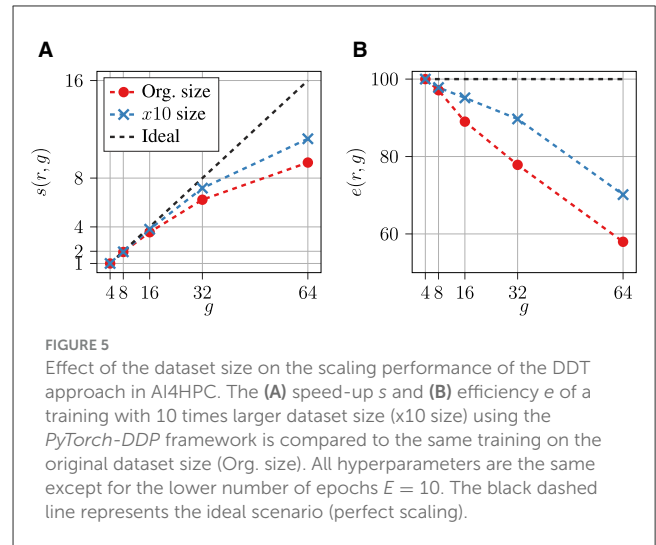 A
B
16
8
4
2
1
s(r, g)
Org. size
x10 size
Ideal
4 8 16 32 64
g
100
80
60
e(r, g)
4 8 16 32 64
g
FIGURE 5
Effect of the dataset size on the scaling performance of the DDT
approach in AI4HPC. The (A) speed-up s and (B) efficiency e of a
training with 10 times larger dataset size (x10 size) using the
PyTorch-DDP framework is compared to the same training on the
original dataset size (Org. size). All hyperparameters are the same
except for the lower number of epochs E = 10. The black dashed
line represents the ideal scenario (perfect scaling).